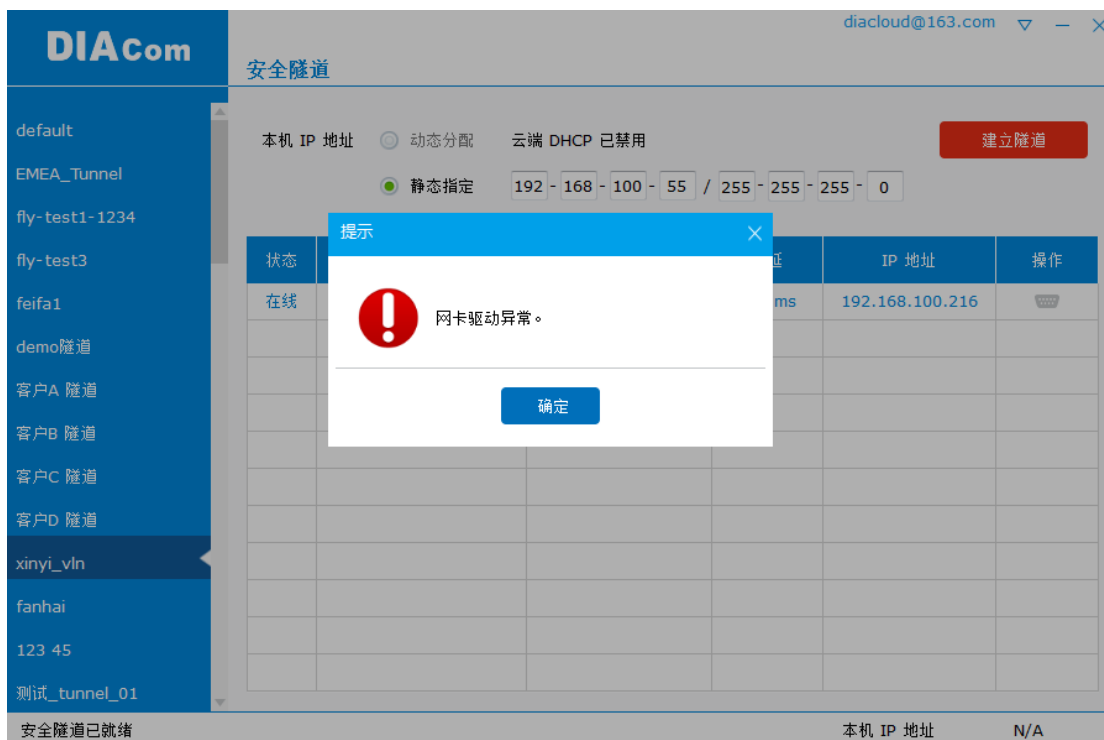 DIACom
diacloud@163.com
安全隧道
default
EMEA_Tunnel
fly-test1-1234
fly-test3
feifa1
demo隧道
客户A 隧道
客户B 隧道
客户C 隧道
客户D 隧道
xinyi_vln
fanhai
123 45
测试_tunnel_01
本机 IP 地址 动态分配 云端 DHCP 已禁用 建立隧道
静态指定 192 - 168 - 100 - 55 / 255 - 255 - 255 - 0
状态 延 IP 地址 操作
在线 ms 192.168.100.216
提示
网卡驱动异常。
确定
安全隧道已就绪 本机 IP 地址 N/A